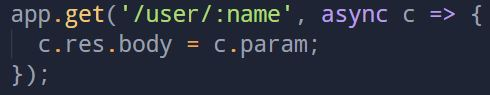 app.get('/user/:name', async c => {
  c.res.body = c.param;
});